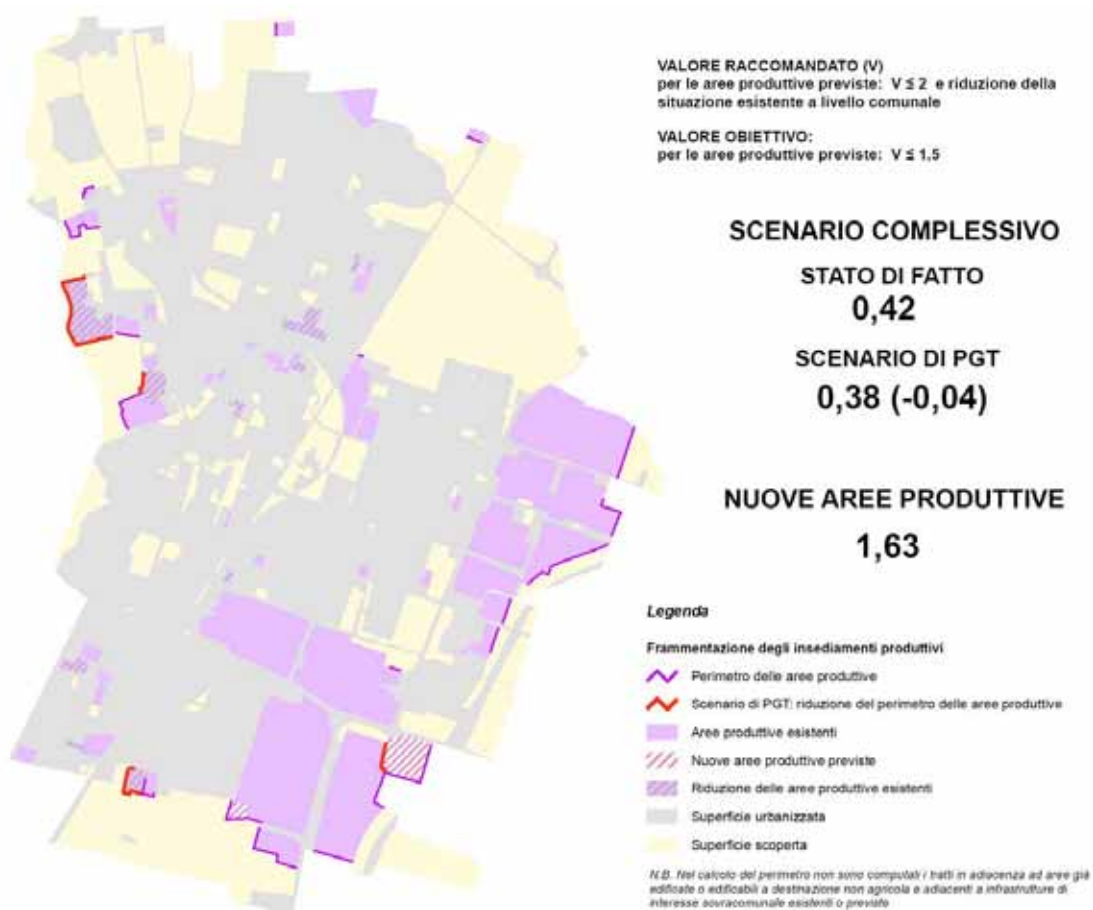 VALORE RACCOMANDATO (V)
per le aree produttive previste: V ≤ 2 e riduzione della
situazione esistente a livello comunale
VALORE OBIETTIVO:
per le aree produttive previste: V ≤ 1,5
SCENARIO COMPLESSIVO
STATO DI FATTO
0,42
SCENARIO DI PGT
0,38 (-0,04)
NUOVE AREE PRODUTTIVE
1,63
Legenda
Frammentazione degli insediamenti produttivi
Perimetro delle aree produttive
Scenario di PGT: riduzione del perimetro delle aree produttive
Aree produttive esistenti
Nuove aree produttive previste
Riduzione delle aree produttive esistenti
Superficie urbanizzata
Superficie scoperta
N.B. Nel calcolo del perimetro non sono computati i tratti in adiacenza ad aree già
edificate o edificabili a destinazione non agricola e adiacenti a infrastrutture di
interesse sovracomunale esistenti o previste